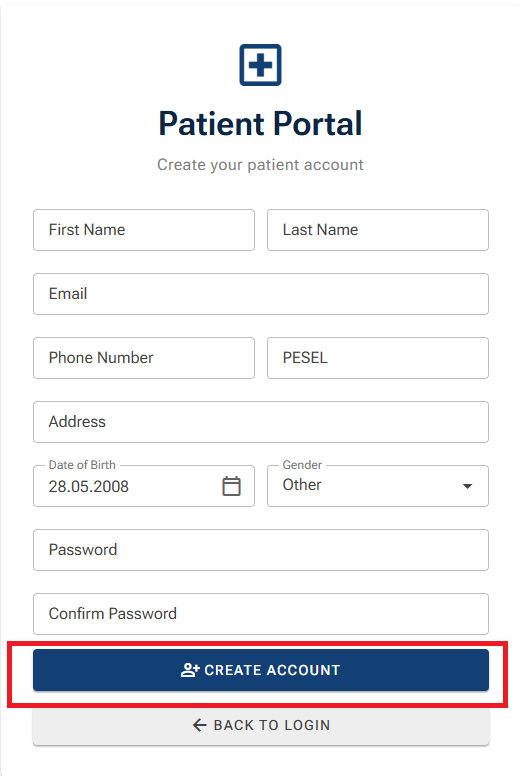 Patient Portal
Create your patient account
First Name Last Name
Email
Phone Number PESEL
Address
Date of Birth Gender
28.05.2008 Other
Password
Confirm Password
CREATE ACCOUNT
BACK TO LOGIN